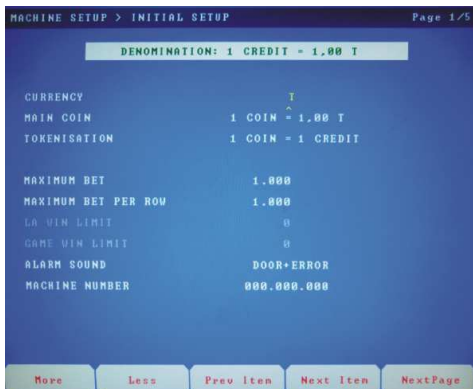 MACHINE SETUP > INITIAL SETUP Page 1/5
DENOMINATION: 1 CREDIT = 1,00 T
CURRENCY T
MAIN COIN 1 COIN = 1,00 T
TOKENISATION 1 COIN = 1 CREDIT
MAXIMUM BET 1.000
MAXIMUM BET PER ROW 1.000
LA WIN LIMIT 0
GAME WIN LIMIT 0
ALARM SOUND DOOR+ERROR
MACHINE NUMBER 000.000.000
More Less Prev Item Next Item NextPage